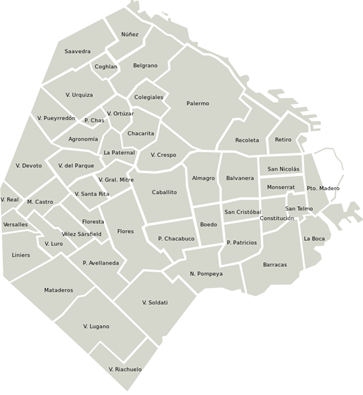 Núñez
Saavedra
Coghlan
Belgrano
V. Urquiza
Colegiales
Palermo
V. Pueyrredón
P. Chas
V. Ortúzar
Agronomía
Chacarita
Recoleta
Retiro
La Paternal
V. Crespo
V. Devoto
V. del Parque
V. Gral. Mitre
Almagro
Balvanera
San Nicolás
Monserrat
Pto. Madero
V. Real
M. Castro
V. Santa Rita
Caballito
San Cristóbal
San Telmo
Constitución
Versalles
Floresta
Vélez Sársfield
Flores
Boedo
V. Luro
P. Chacabuco
P. Patricios
La Boca
Liniers
P. Avellaneda
Barracas
N. Pompeya
Mataderos
V. Soldati
V. Lugano
V. Riachuelo